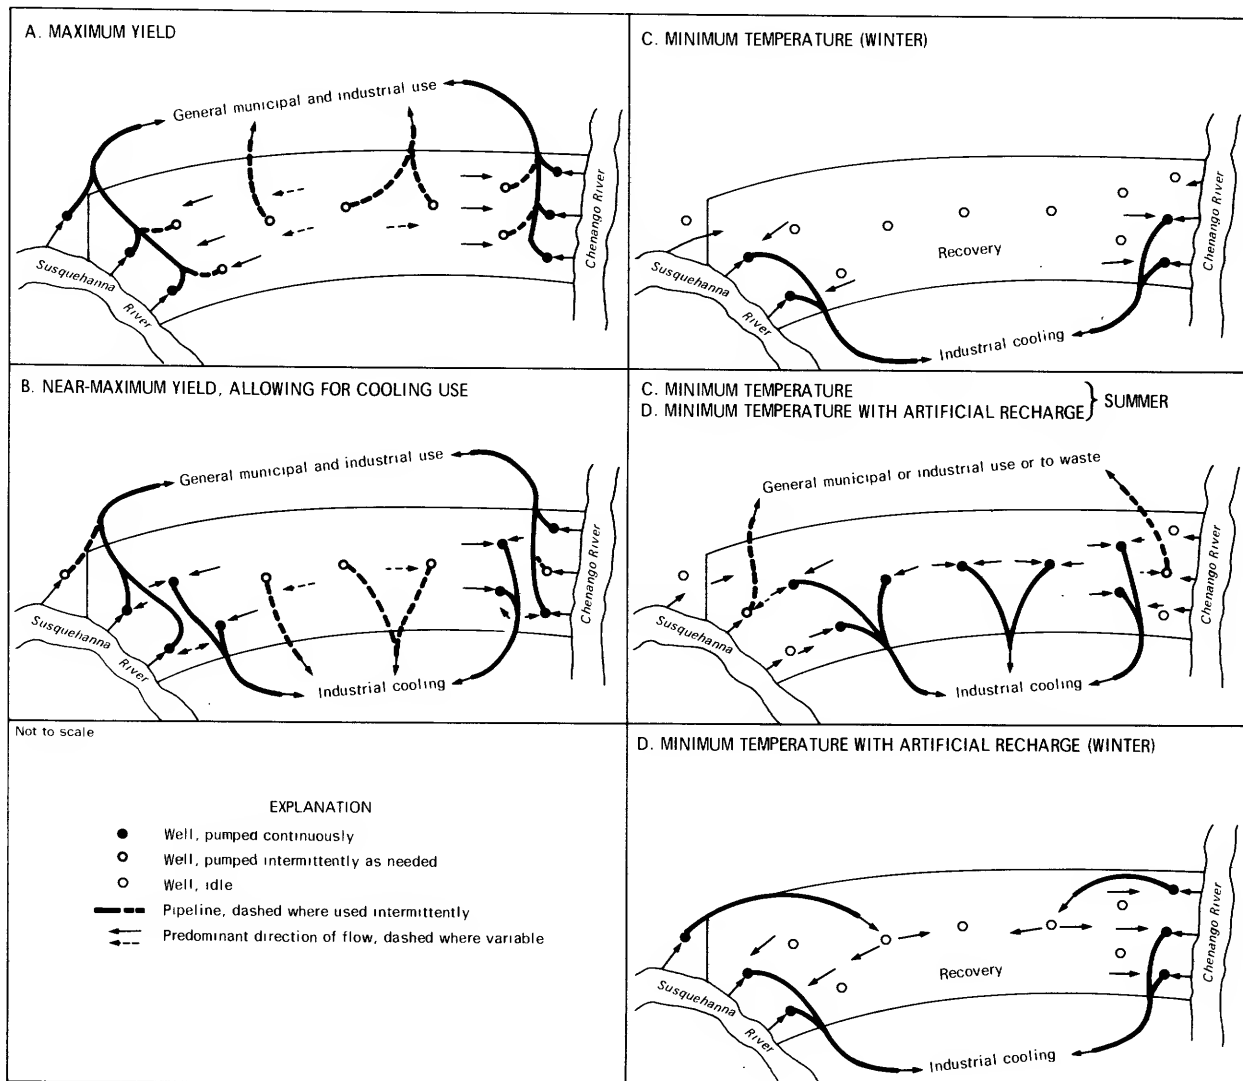 A. MAXIMUM YIELD
General municipal and industrial use
Susquehanna
River
Chenango River
C. MINIMUM TEMPERATURE (WINTER)
Recovery
Susquehanna
River
Industrial cooling
Chenango River
B. NEAR-MAXIMUM YIELD, ALLOWING FOR COOLING USE
General municipal and industrial use
Susquehanna
River
Industrial cooling
Chenango River
C. MINIMUM TEMPERATURE
D. MINIMUM TEMPERATURE WITH ARTIFICIAL RECHARGE
SUMMER
General municipal or industrial use or to waste
Susquehanna
River
Industrial cooling
Chenango River
Not to scale
EXPLANATION
Well, pumped continuously
Well, pumped intermittently as needed
Well, idle
Pipeline, dashed where used intermittently
Predominant direction of flow, dashed where variable
D. MINIMUM TEMPERATURE WITH ARTIFICIAL RECHARGE (WINTER)
Recovery
Susquehanna
River
Industrial cooling
Chenango River